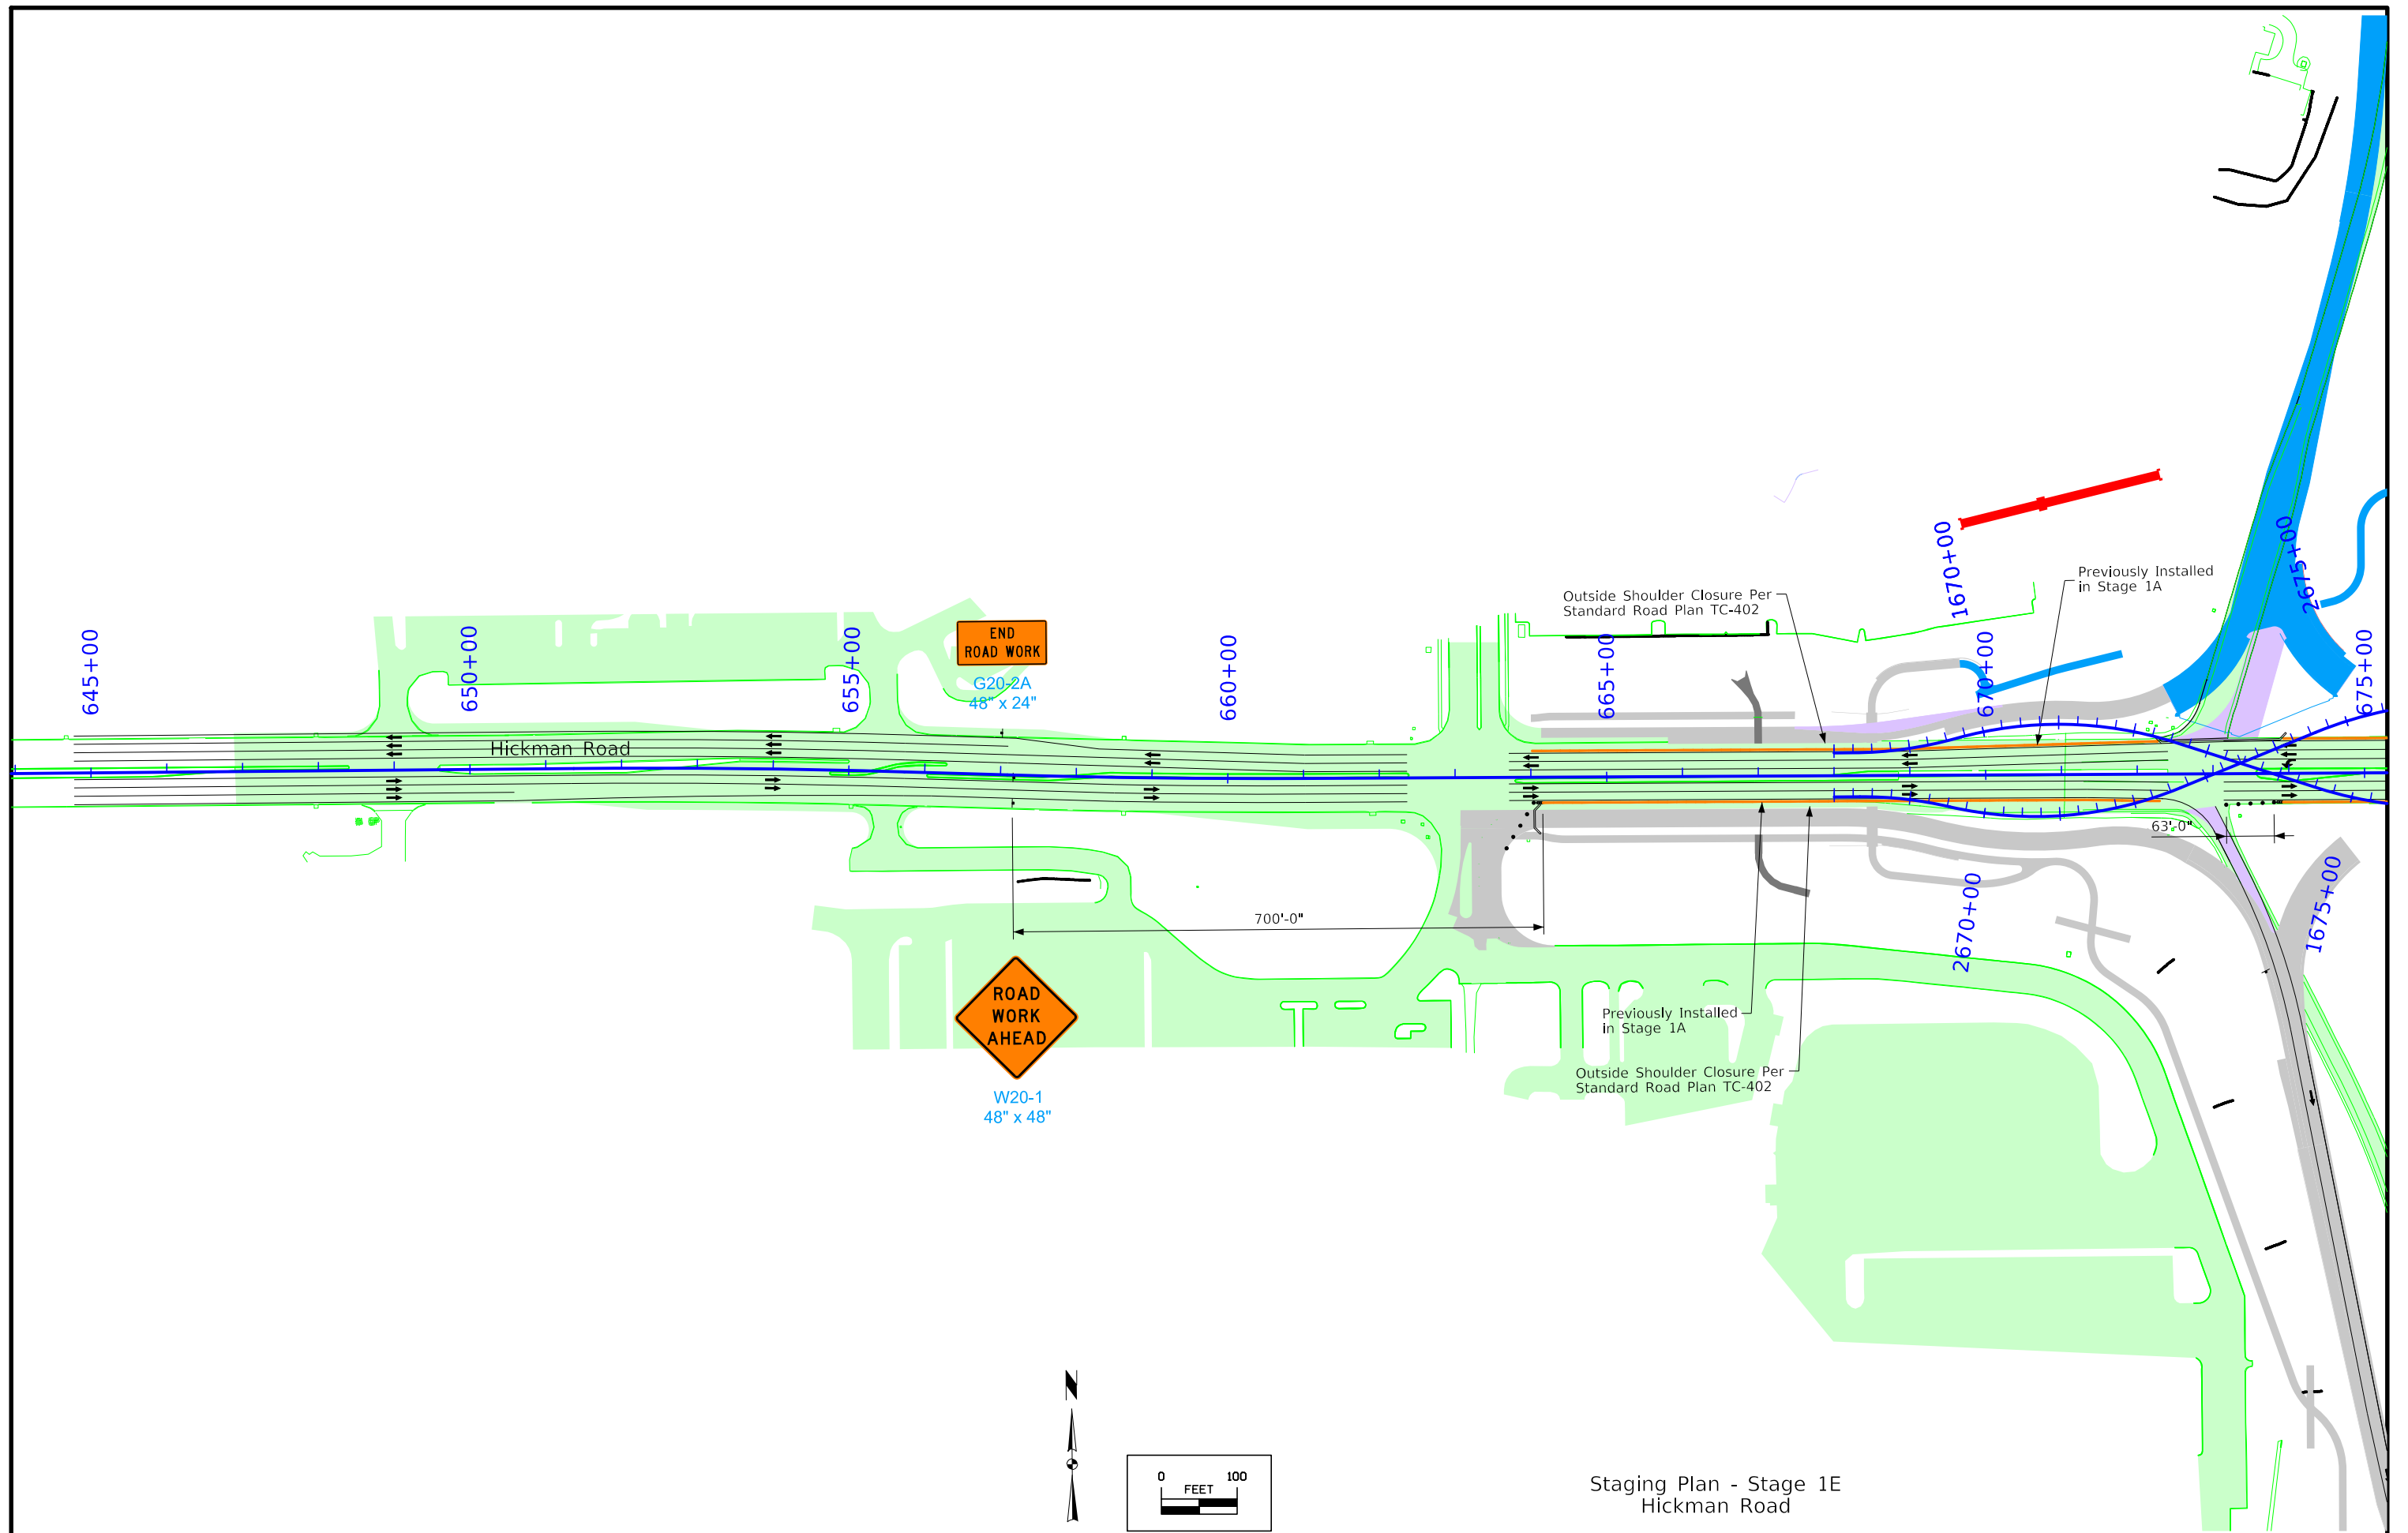 1670+00
2675+00
Previously Installed
in Stage 1A
Outside Shoulder Closure Per
Standard Road Plan TC-402
645+00
650+00
655+00
END
ROAD WORK
G20-2A
48" x 24"
660+00
665+00
670+00
675+00
Hickman Road
63'-0"
700'-0"
2670+00
1675+00
ROAD
WORK
AHEAD
W20-1
48" x 48"
Previously Installed
in Stage 1A
Outside Shoulder Closure Per
Standard Road Plan TC-402
N
0 100
FEET
Staging Plan - Stage 1E
Hickman Road